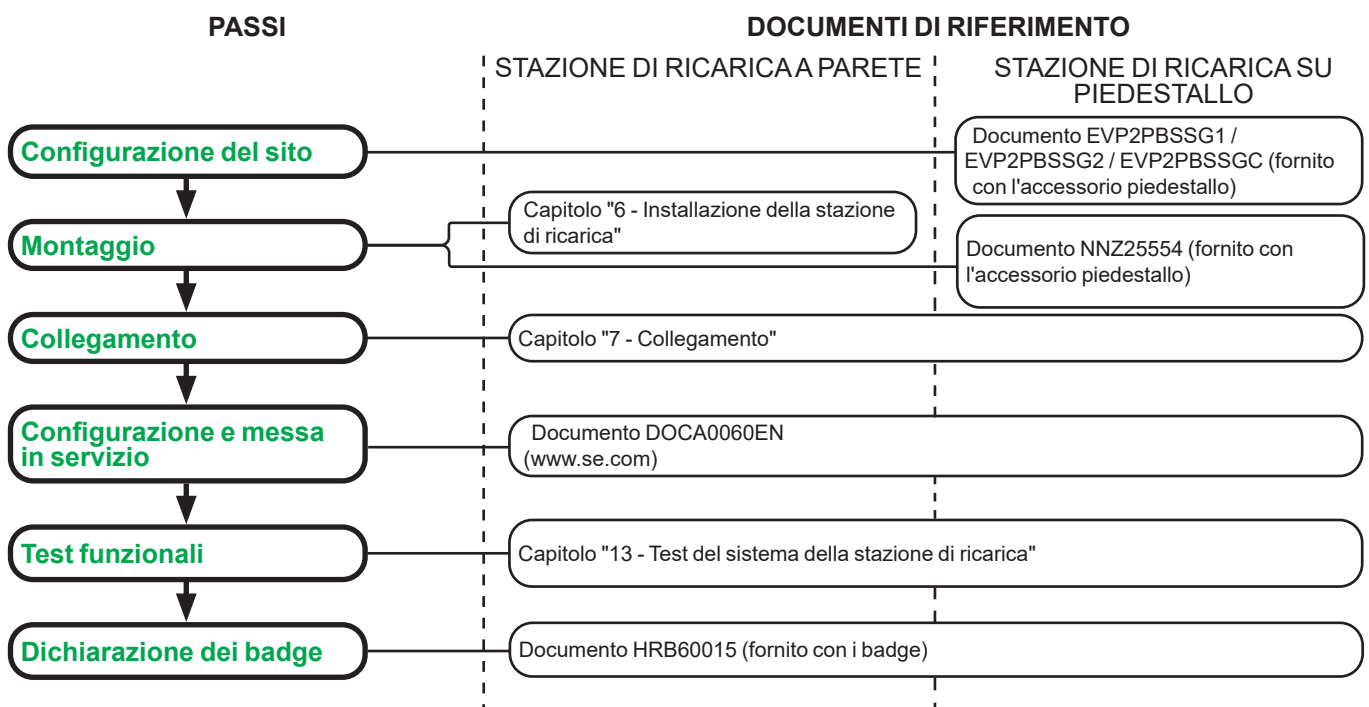 PASSI
DOCUMENTI DI RIFERIMENTO
STAZIONE DI RICARICA A PARETE
STAZIONE DI RICARICA SU
PIEDESTALLO
Configurazione del sito
Documento EVP2PBSSG1 /
EVP2PBSSG2 / EVP2PBSSGC (fornito
con l'accessorio piedestallo)
Montaggio
Capitolo "6 - Installazione della stazione
di ricarica"
Documento NNZ25554 (fornito con
l'accessorio piedestallo)
Collegamento
Capitolo "7 - Collegamento"
Configurazione e messa
in servizio
Documento DOCA0060EN
(www.se.com)
Test funzionali
Capitolo "13 - Test del sistema della stazione di ricarica"
Dichiarazione dei badge
Documento HRB60015 (fornito con i badge)